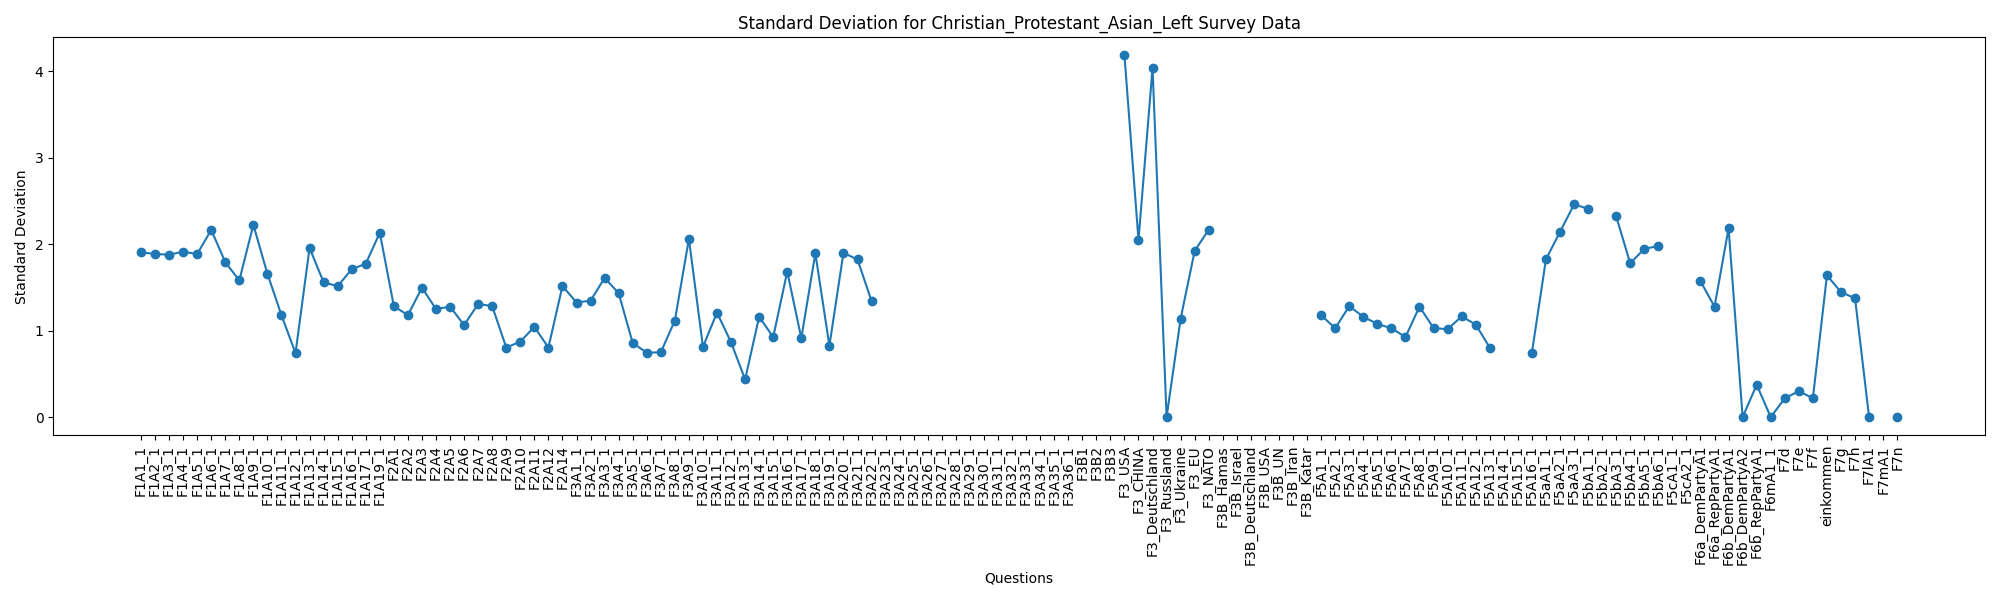 Standard Deviation for Christian_Protestant_Asian_Left Survey Data
Standard Deviation
4
3
2
1
0
F1A1_1
F1A2_1
F1A3_1
F1A4_1
F1A5_1
F1A6_1
F1A7_1
F1A8_1
F1A9_1
F1A10_1
F1A11_1
F1A12_1
F1A13_1
F1A14_1
F1A15_1
F1A16_1
F1A17_1
F1A19_1
F2A1
F2A2
F2A3
F2A4
F2A5
F2A6
F2A7
F2A8
F2A9
F2A10
F2A11
F2A12
F2A14
F3A1_1
F3A2_1
F3A3_1
F3A4_1
F3A5_1
F3A6_1
F3A7_1
F3A8_1
F3A9_1
F3A10_1
F3A11_1
F3A12_1
F3A13_1
F3A14_1
F3A15_1
F3A16_1
F3A17_1
F3A18_1
F3A19_1
F3A20_1
F3A21_1
F3A22_1
F3A23_1
F3A24_1
F3A25_1
F3A26_1
F3A27_1
F3A28_1
F3A29_1
F3A30_1
F3A31_1
F3A32_1
F3A33_1
F3A34_1
F3A35_1
F3A36_1
F3B1
F3B2
F3B3
F3_USA
F3_CHINA
F3_Deutschland
F3_Russland
F3_Ukraine
F3_EU
F3_NATO
F3B_Hamas
F3B_Israel
F3B_Deutschland
F3B_USA
F3B_UN
F3B_Iran
F3B_Katar
F5A1_1
F5A2_1
F5A3_1
F5A4_1
F5A5_1
F5A6_1
F5A7_1
F5A8_1
F5A9_1
F5A10_1
F5A11_1
F5A12_1
F5A13_1
F5A14_1
F5A15_1
F5A16_1
F5aA1_1
F5aA2_1
F5aA3_1
F5bA1_1
F5bA2_1
F5bA3_1
F5bA4_1
F5bA5_1
F5bA6_1
F5cA1_1
F5cA2_1
F6a_DemPartyA1
F6a_RepPartyA1
F6b_DemPartyA1
F6b_DemPartyA2
F6b_RepPartyA1
F6mA1_1
F7d
F7e
F7f
einkommen
F7g
F7h
F7lA1
F7mA1
F7n
Questions